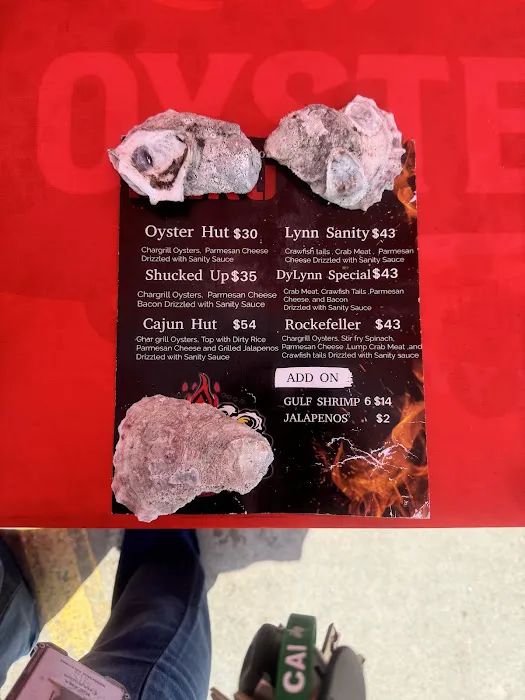 OYSTE
Oyster Hut $30
Chargrill Oysters, Parmesan Cheese
Drizzled with Sanity Sauce
Shucked Up $35
Chargrill Oysters, Parmesan Cheese
Bacon Drizzled with Sanity Sauce
Cajun Hut $54
Char grill Oysters, Top with Dirty Rice
Parmesan Cheese and Grilled Jalapenos
Drizzled with Sanity Sauce
Lynn Sanity $43
Crawfish tails , Crab Meat , Parmesan
Cheese Drizzled with Sanity Sauce
DyLynn Special $43
Crab Meat, Crawfish Tails ,Parmesan
Cheese, and Bacon
Drizzled with Sanity Sauce
Rockefeller $43
Chargrill Oysters, Stir fry Spinach,
Parmesan Cheese ,Lump Crab Meat ,and
Crawfish tails Drizzled with Sanity sauce
ADD ON
GULF SHRIMP 6 $14
JALAPENOS $2
CAI